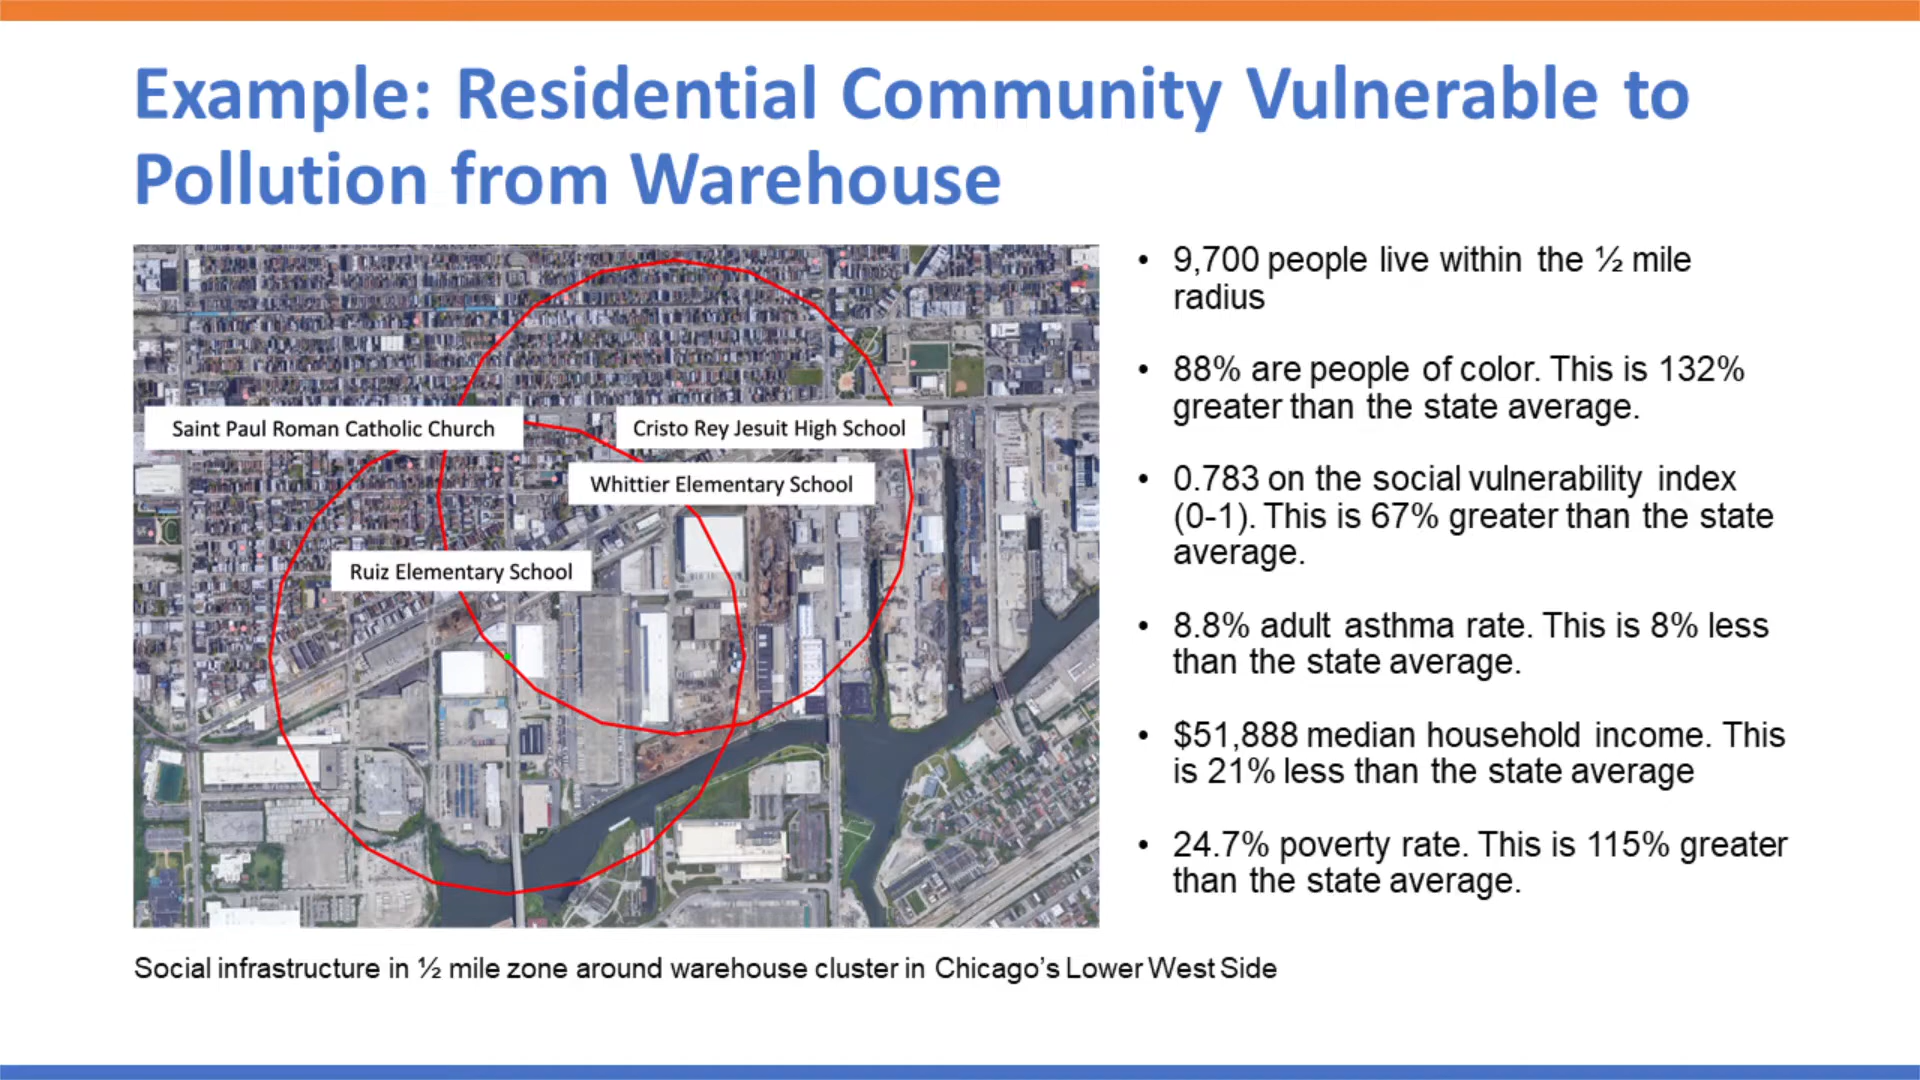 Example: Residential Community Vulnerable to
Pollution from Warehouse
Saint Paul Roman Catholic Church
Cristo Rey Jesuit High School
Whittier Elementary School
Ruiz Elementary School
• 9,700 people live within the ½ mile
radius
• 88% are people of color. This is 132%
greater than the state average.
• 0.783 on the social vulnerability index
(0-1). This is 67% greater than the state
average.
• 8.8% adult asthma rate. This is 8% less
than the state average.
• $51,888 median household income. This
is 21% less than the state average
• 24.7% poverty rate. This is 115% greater
than the state average.
Social infrastructure in ½ mile zone around warehouse cluster in Chicago’s Lower West Side